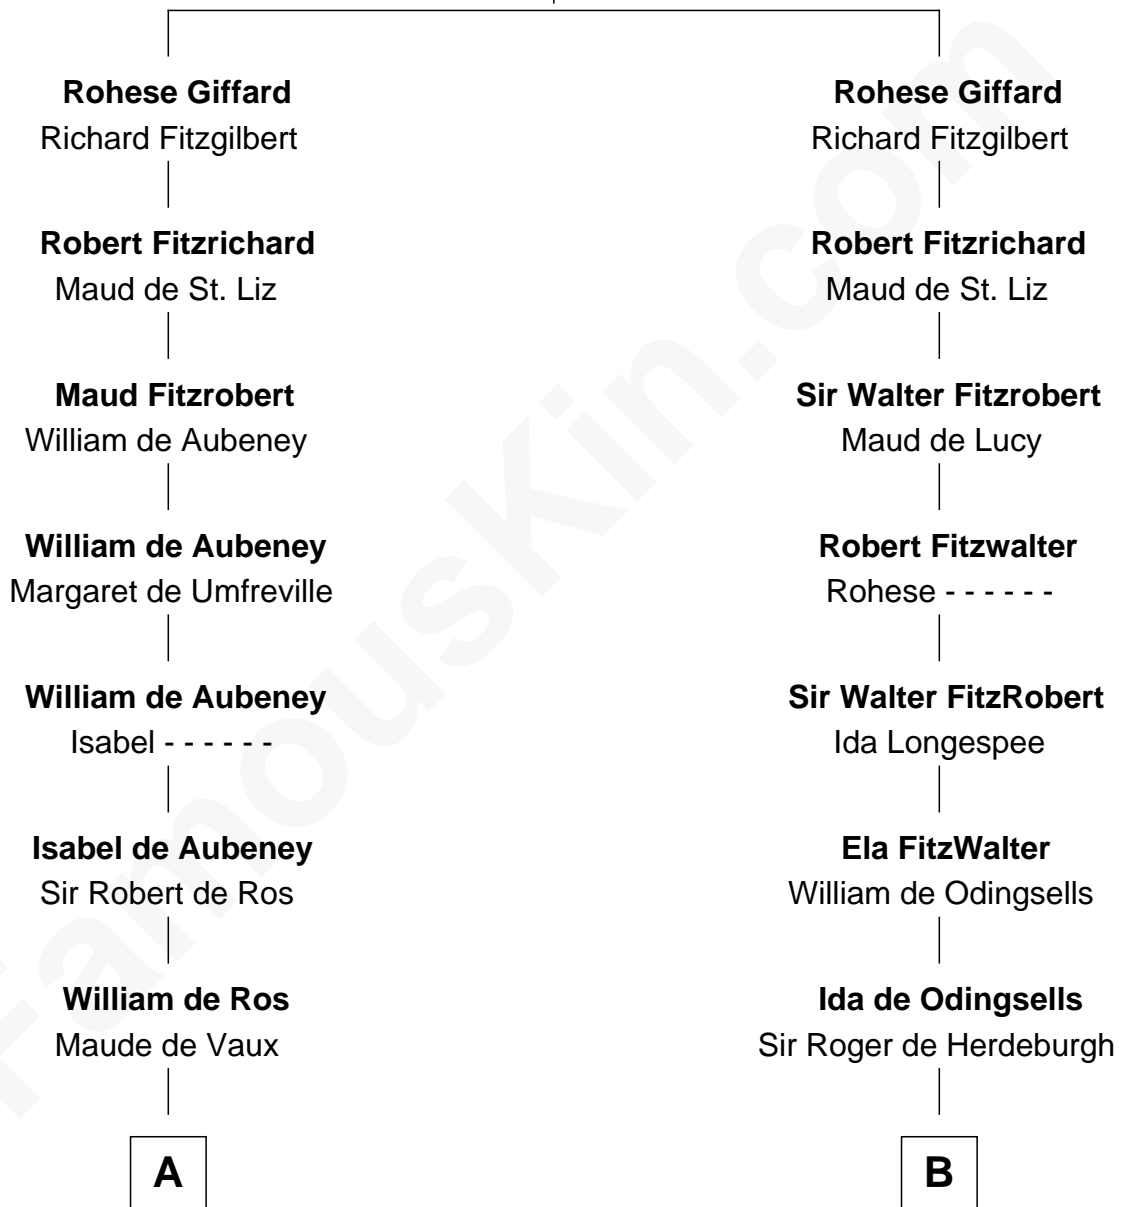 Rohese Giffard
Richard Fitzgilbert
Robert Fitzrichard
Maud de St. Liz
Maud Fitzrobert
William de Aubeney
William de Aubeney
Margaret de Umfreville
William de Aubeney
Isabel - - - - - -
Isabel de Aubeney
Sir Robert de Ros
William de Ros
Maude de Vaux
A
Rohese Giffard
Richard Fitzgilbert
Robert Fitzrichard
Maud de St. Liz
Sir Walter Fitzrobert
Maud de Lucy
Robert Fitzwalter
Rohese - - - - - -
Sir Walter FitzRobert
Ida Longespee
Ela FitzWalter
William de Odingsells
Ida de Odingsells
Sir Roger de Herdeburgh
B
FamousKin.com